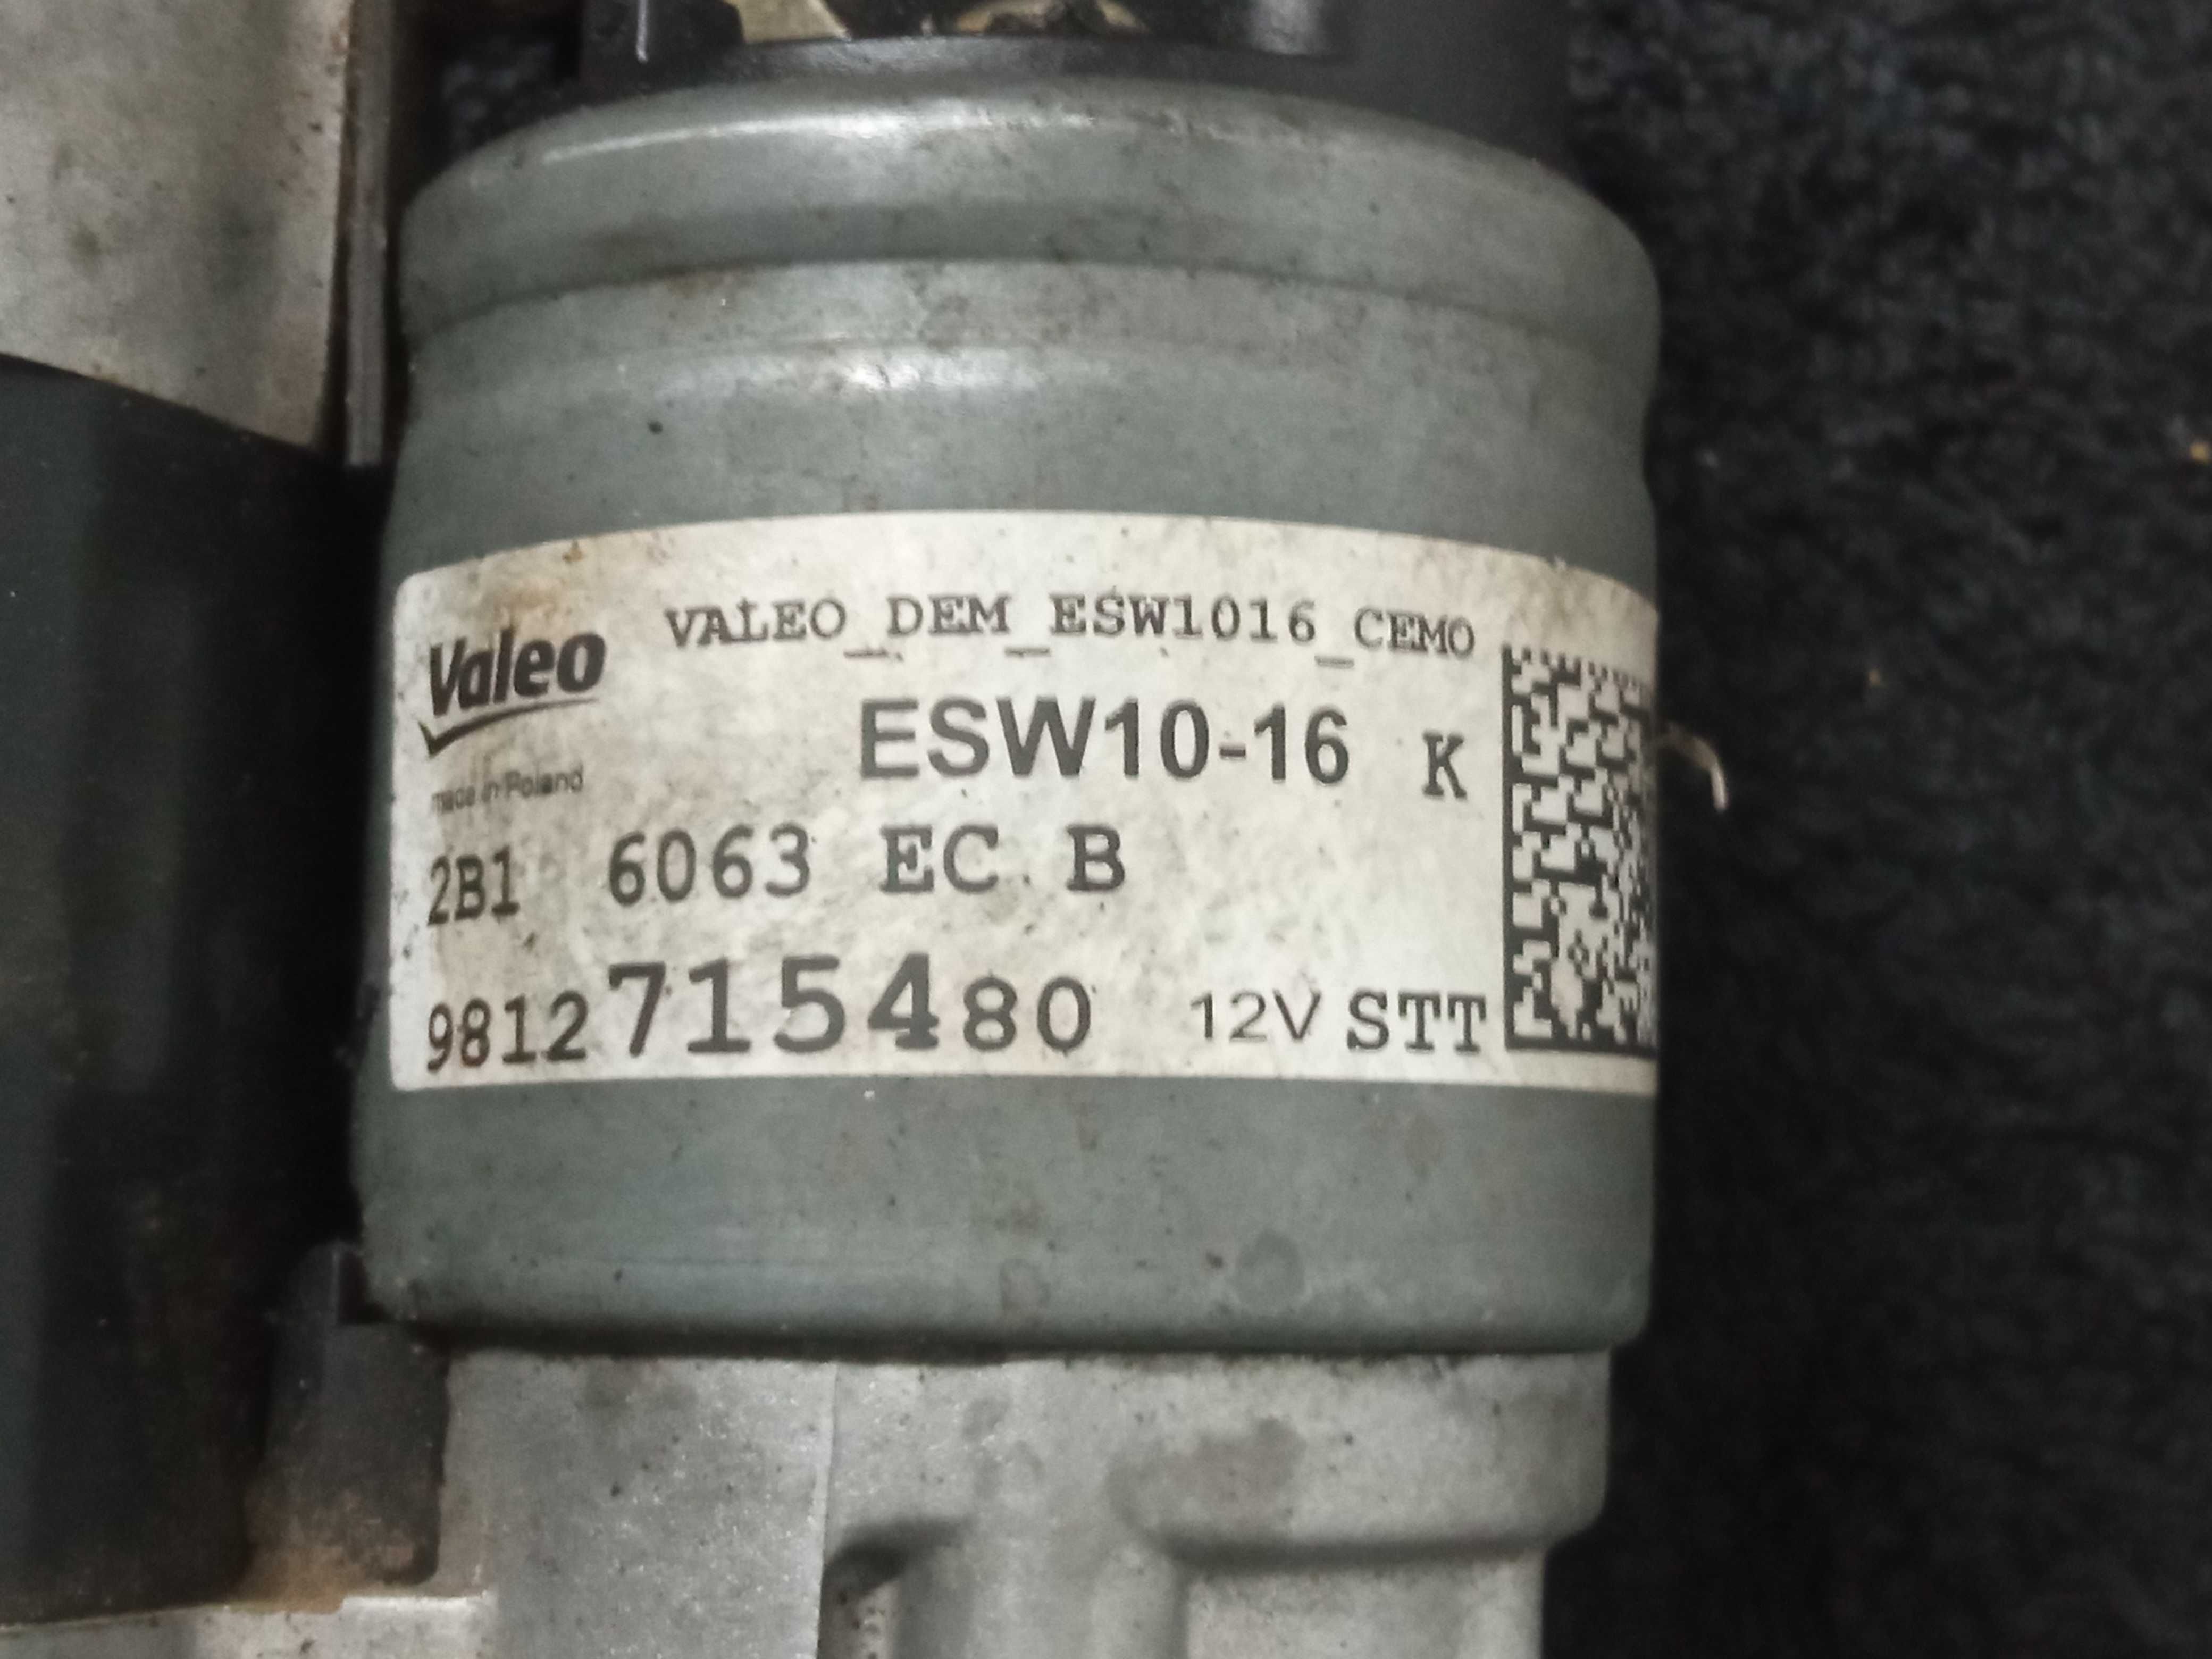 Valeo
VALEO_DEM_ESW1016_CEMO
ESW10-16 K
made in Poland
2B1 6063 EC B
9812715480 12V STT